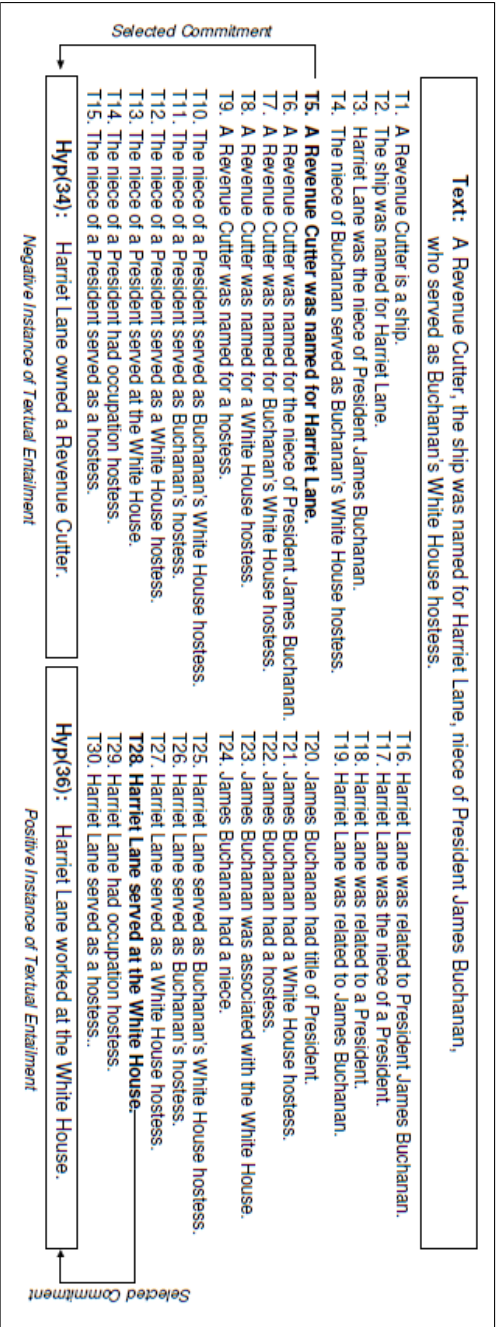 Text: A Revenue Cutter, the ship was named for Harriet Lane, niece of President James Buchanan,
who served as Buchanan's White House hostess.
T1. A Revenue Cutter is a ship.
T2. The ship was named for Harriet Lane.
T3. Harriet Lane was the niece of President James Buchanan.
T4. The niece of Buchanan served as Buchanan's White House hostess.
T5. A Revenue Cutter was named for Harriet Lane.
T6. A Revenue Cutter was named for the niece of President James Buchanan.
T7. A Revenue Cutter was named for Buchanan's White House hostess.
T8. A Revenue Cutter was named for a White House hostess.
T9. A Revenue Cutter was named for a hostess.
T10. The niece of a President served as Buchanan's White House hostess.
T11. The niece of a President served as Buchanan's hostess.
T12. The niece of a President served as a White House hostess.
T13. The niece of a President served at the White House.
T14. The niece of a President had occupation hostess.
T15. The niece of a President served as a hostess.
T16. Harriet Lane was related to President James Buchanan.
T17. Harriet Lane was the niece of a President.
T18. Harriet Lane was related to a President.
T19. Harriet Lane was related to James Buchanan.
T20. James Buchanan had title of President.
T21. James Buchanan had a White House hostess.
T22. James Buchanan had a hostess.
T23. James Buchanan was associated with the White House.
T24. James Buchanan had a niece.
T25. Harriet Lane served as Buchanan's White House hostess.
T26. Harriet Lane served as Buchanan's hostess.
T27. Harriet Lane served as a White House hostess.
T28. Harriet Lane served at the White House.
T29. Harriet Lane had occupation hostess.
T30. Harriet Lane served as a hostess..
Selected Commitment
Selected Commitment
Hyp(34): Harriet Lane owned a Revenue Cutter.
Negative Instance of Textual Entailment
Hyp(36): Harriet Lane worked at the White House.
Positive Instance of Textual Entailment